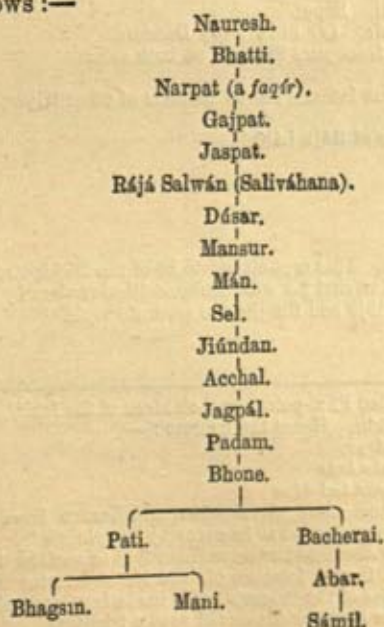 ows :—
Nauresh.
Bhatti.
Narpat (a faqír).
Gajpat.
Jaspat.
Rájá Salwán (Saliváhana).
Dúsar.
Mansur.
Mán.
Sel.
Jiúndan.
Acchal.
Jagpál.
Padam.
Bhone.
Pati. Bacherai.
Abar.
Bhagsın. Mani.
Sámil.